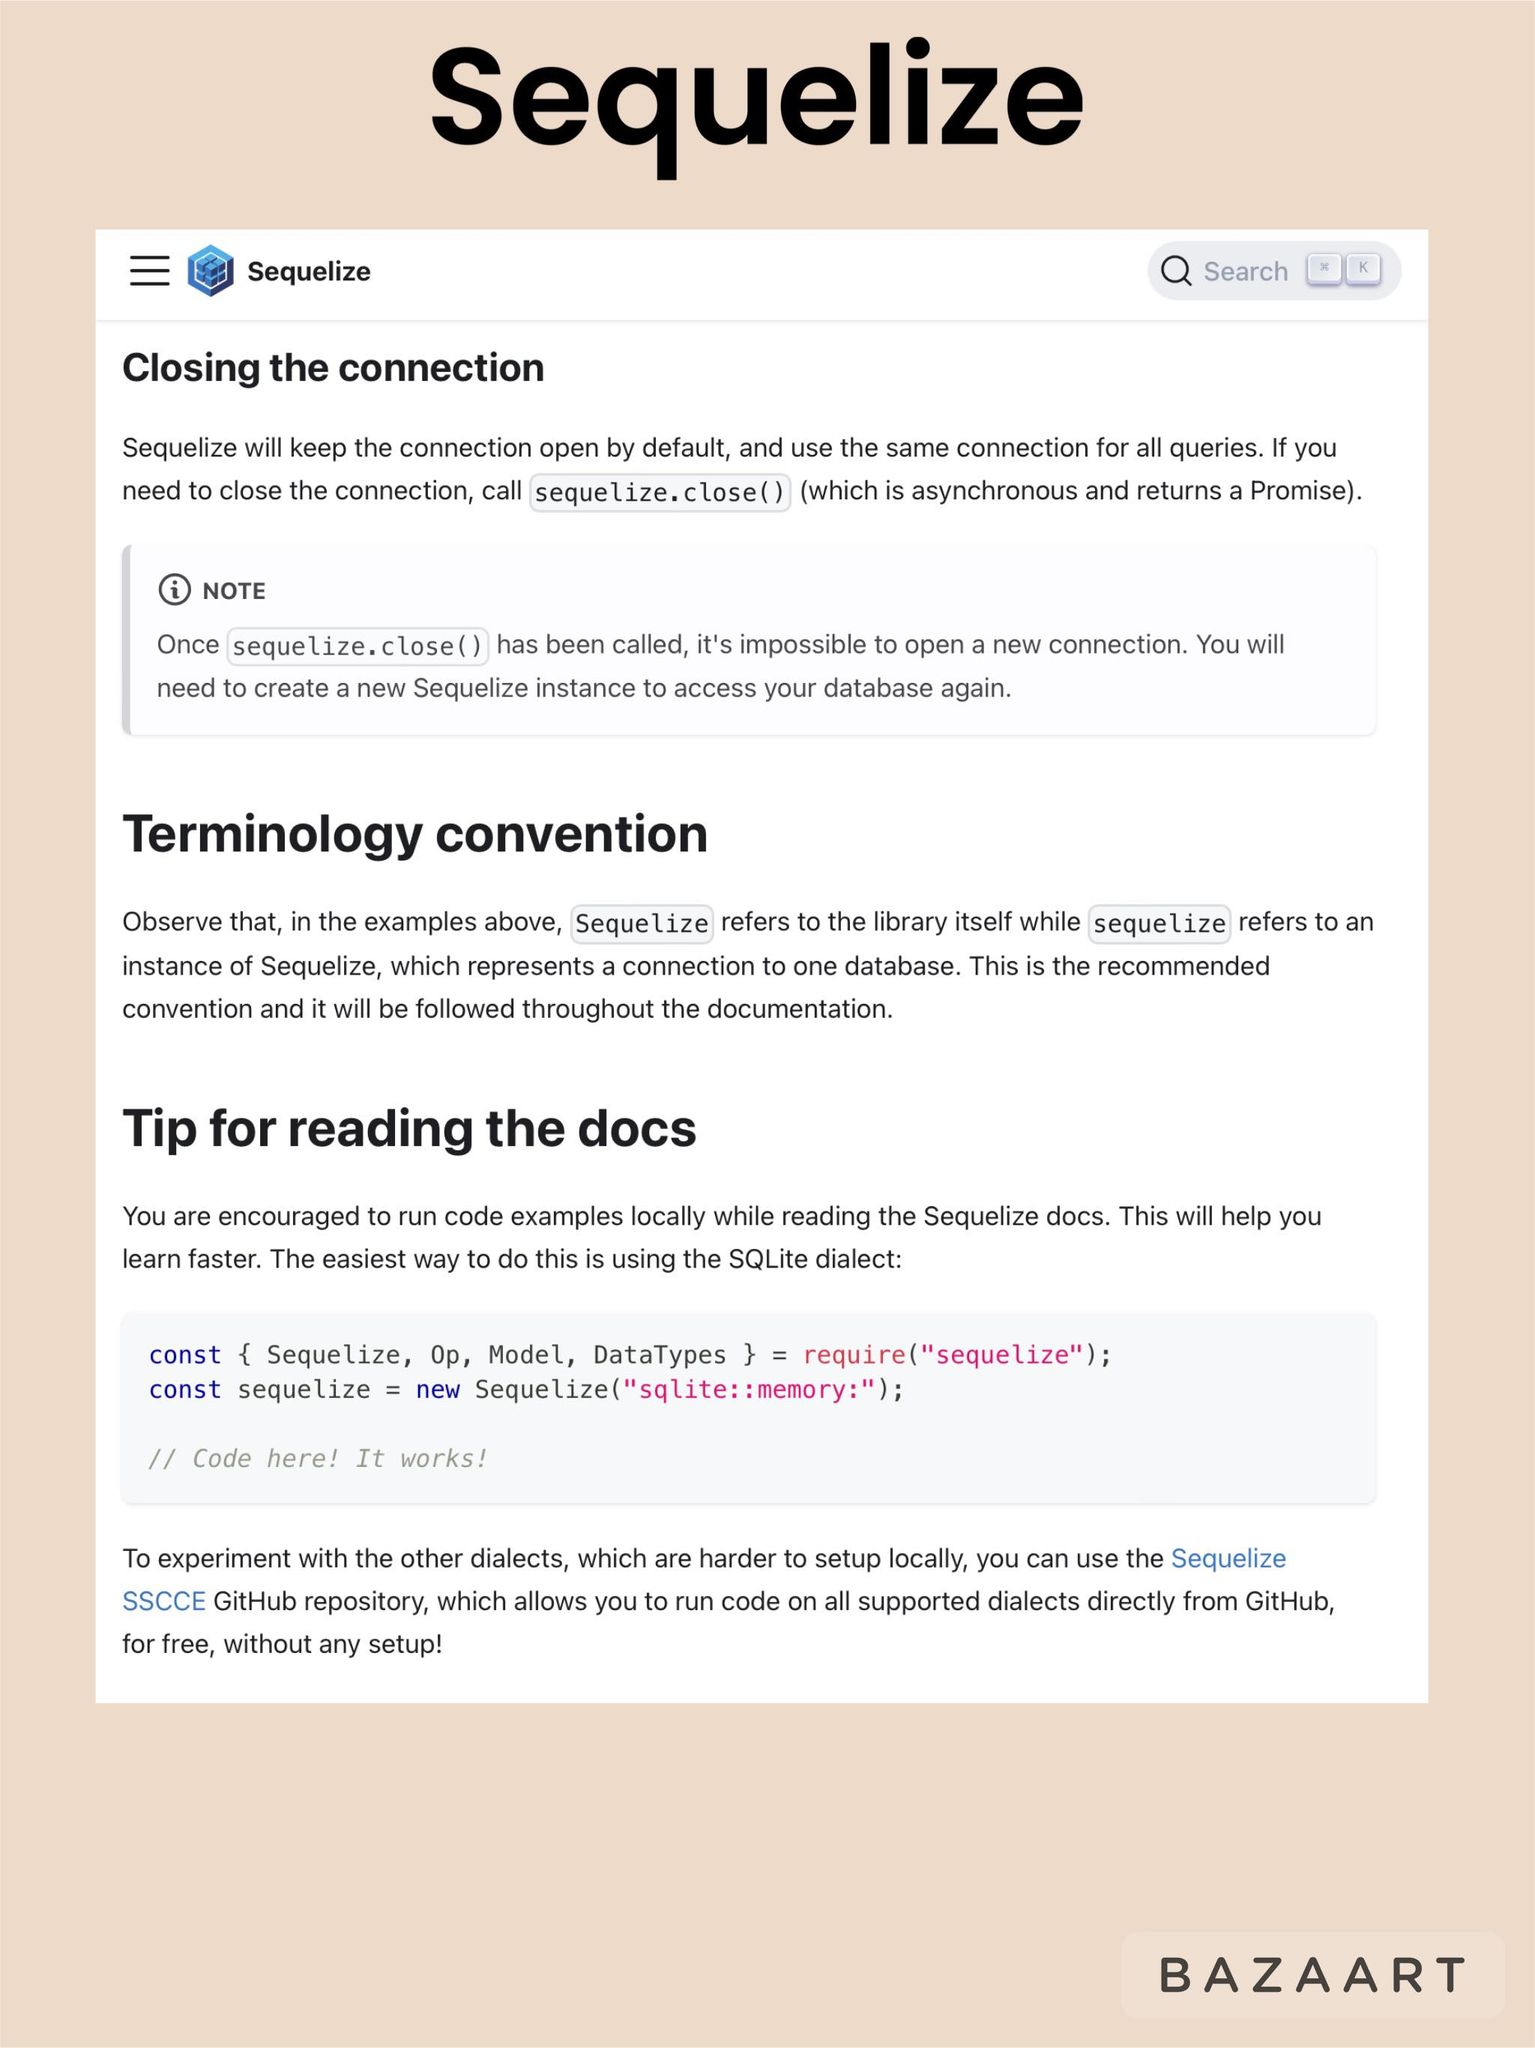 Sequelize
Sequelize
Search ⌘ K
Closing the connection
Sequelize will keep the connection open by default, and use the same connection for all queries. If you
need to close the connection, call sequelize.close() (which is asynchronous and returns a Promise).
NOTE
Once sequelize.close() has been called, it's impossible to open a new connection. You will
need to create a new Sequelize instance to access your database again.
Terminology convention
Observe that, in the examples above, Sequelize refers to the library itself while sequelize refers to an
instance of Sequelize, which represents a connection to one database. This is the recommended
convention and it will be followed throughout the documentation.
Tip for reading the docs
You are encouraged to run code examples locally while reading the Sequelize docs. This will help you
learn faster. The easiest way to do this is using the SQLite dialect:
const { Sequelize, Op, Model, DataTypes } = require("sequelize");
const sequelize = new Sequelize("sqlite::memory:");
// Code here! It works!
To experiment with the other dialects, which are harder to setup locally, you can use the Sequelize
SSCCE GitHub repository, which allows you to run code on all supported dialects directly from GitHub,
for free, without any setup!
BAZAART